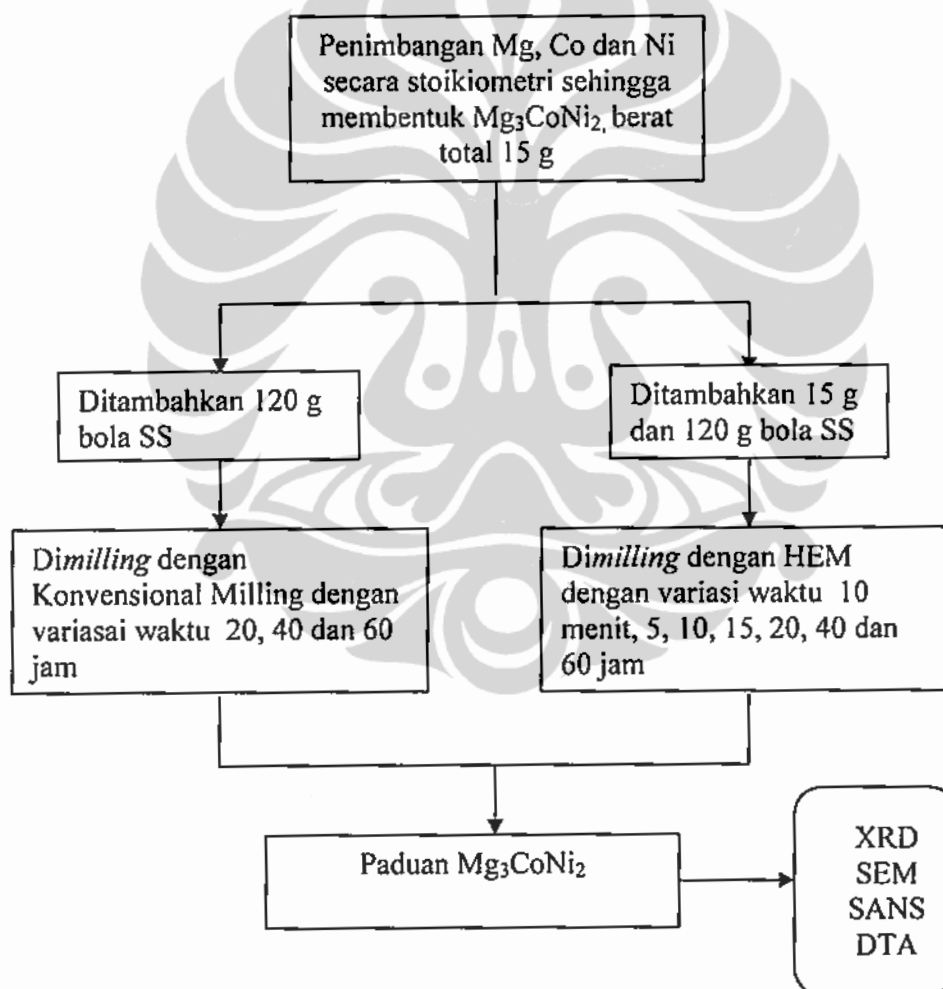 Penimbangan Mg, Co dan Ni
secara stoikiometri sehingga
membentuk Mg₃CoNi₂, berat
total 15 g
Ditambahkan 120 g
bola SS
Ditambahkan 15 g
dan 120 g bola SS
Dimilling dengan
Konvensional Milling dengan
variasai waktu 20, 40 dan 60
jam
Dimilling dengan HEM
dengan variasi waktu 10
menit, 5, 10, 15, 20, 40 dan
60 jam
Paduan Mg₃CoNi₂
XRD
SEM
SANS
DTA